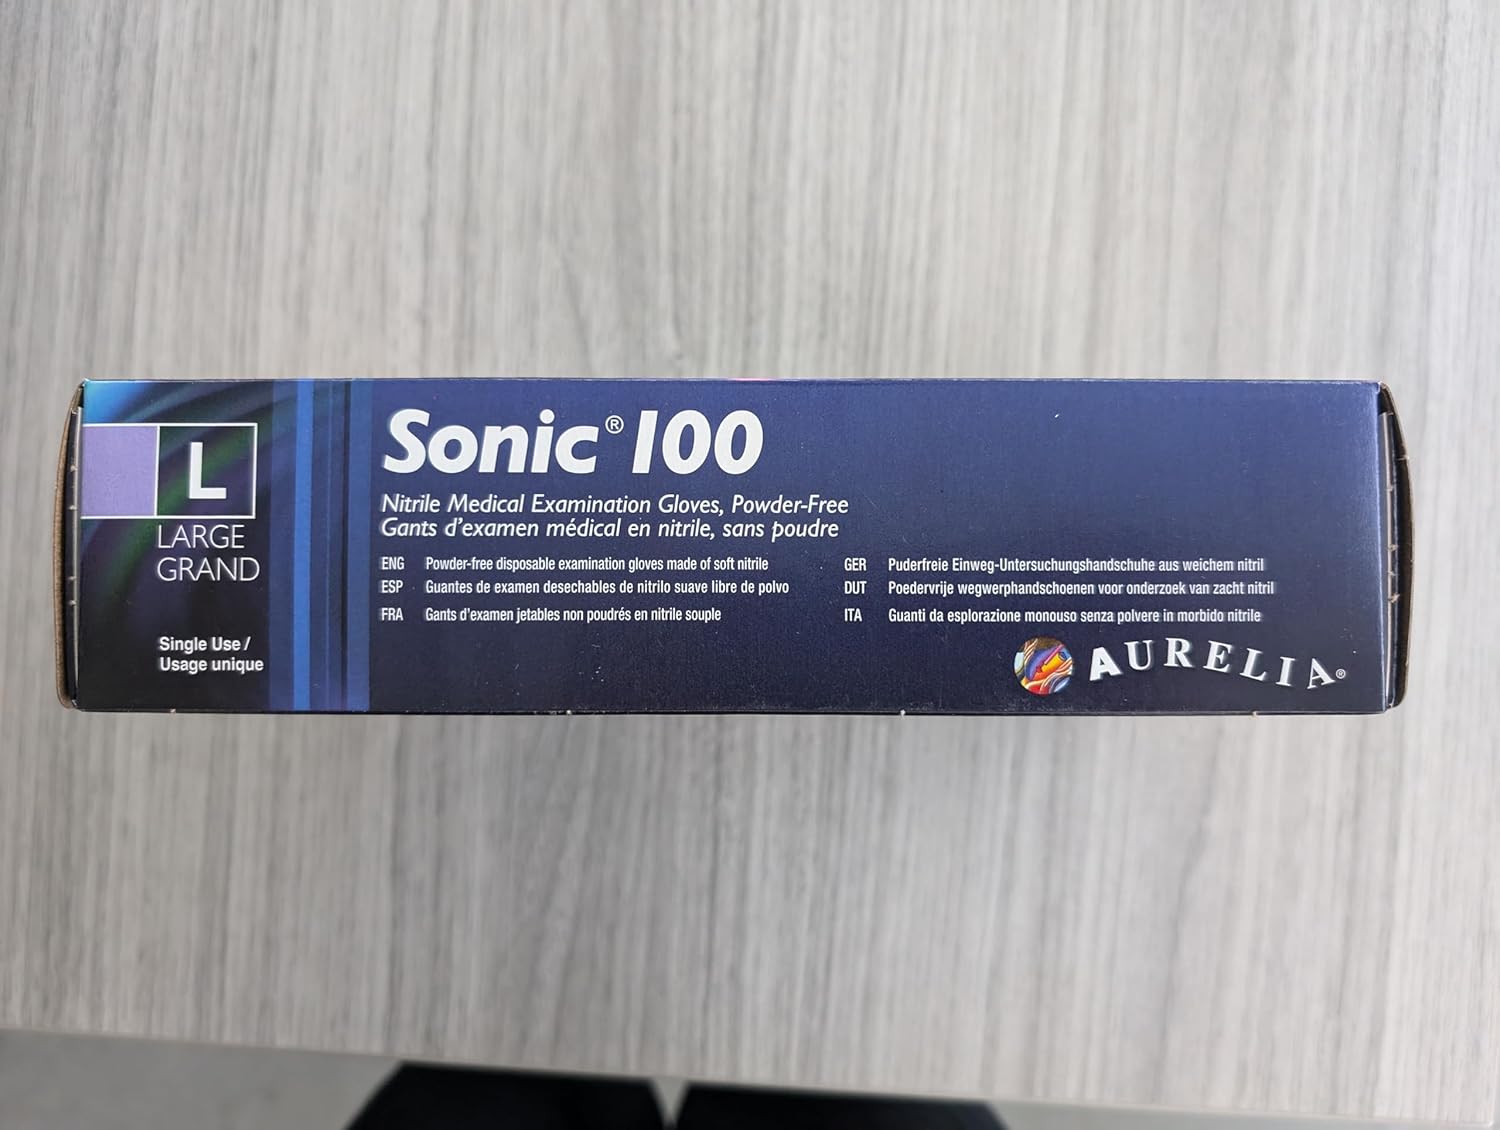 L
LARGE
GRAND
Single Use /
Usage unique
Sonic® 100
Nitrile Medical Examination Gloves, Powder-Free
Gants d'examen médical en nitrile, sans poudre
ENG Powder-free disposable examination gloves made of soft nitrile
ESP Guantes de examen desechables de nitrilo suave libre de polvo
FRA Gants d'examen jetables non poudrés en nitrile souple
GER Puderfreie Einweg-Untersuchungshandschuhe aus weichem nitril
DUT Poedervrije wegwerphandschoenen voor onderzoek van zacht nitril
ITA Guanti da esplorazione monouso senza polvere in morbido nitrile
AURELIA®